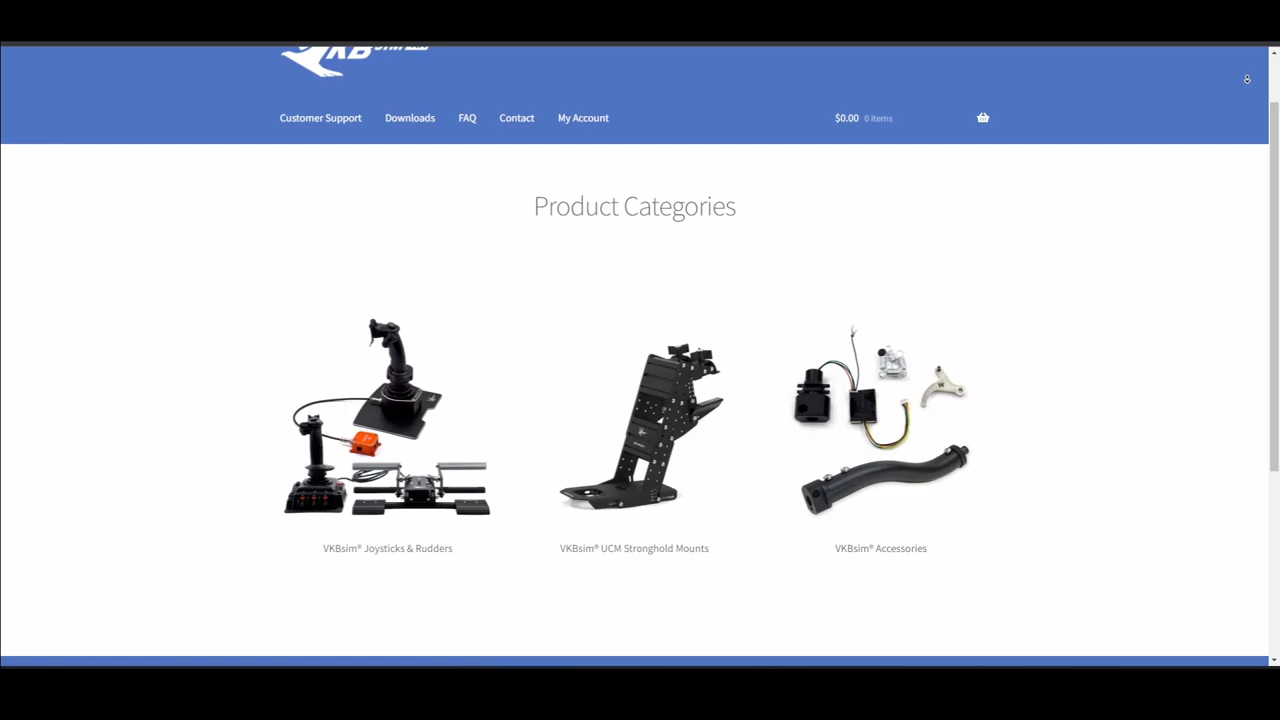 VKB
Customer Support Downloads FAQ Contact My Account $0.00 0 items
Product Categories
VKBsim® Joysticks & Rudders
VKBsim® UCM Stronghold Mounts
VKBsim® Accessories